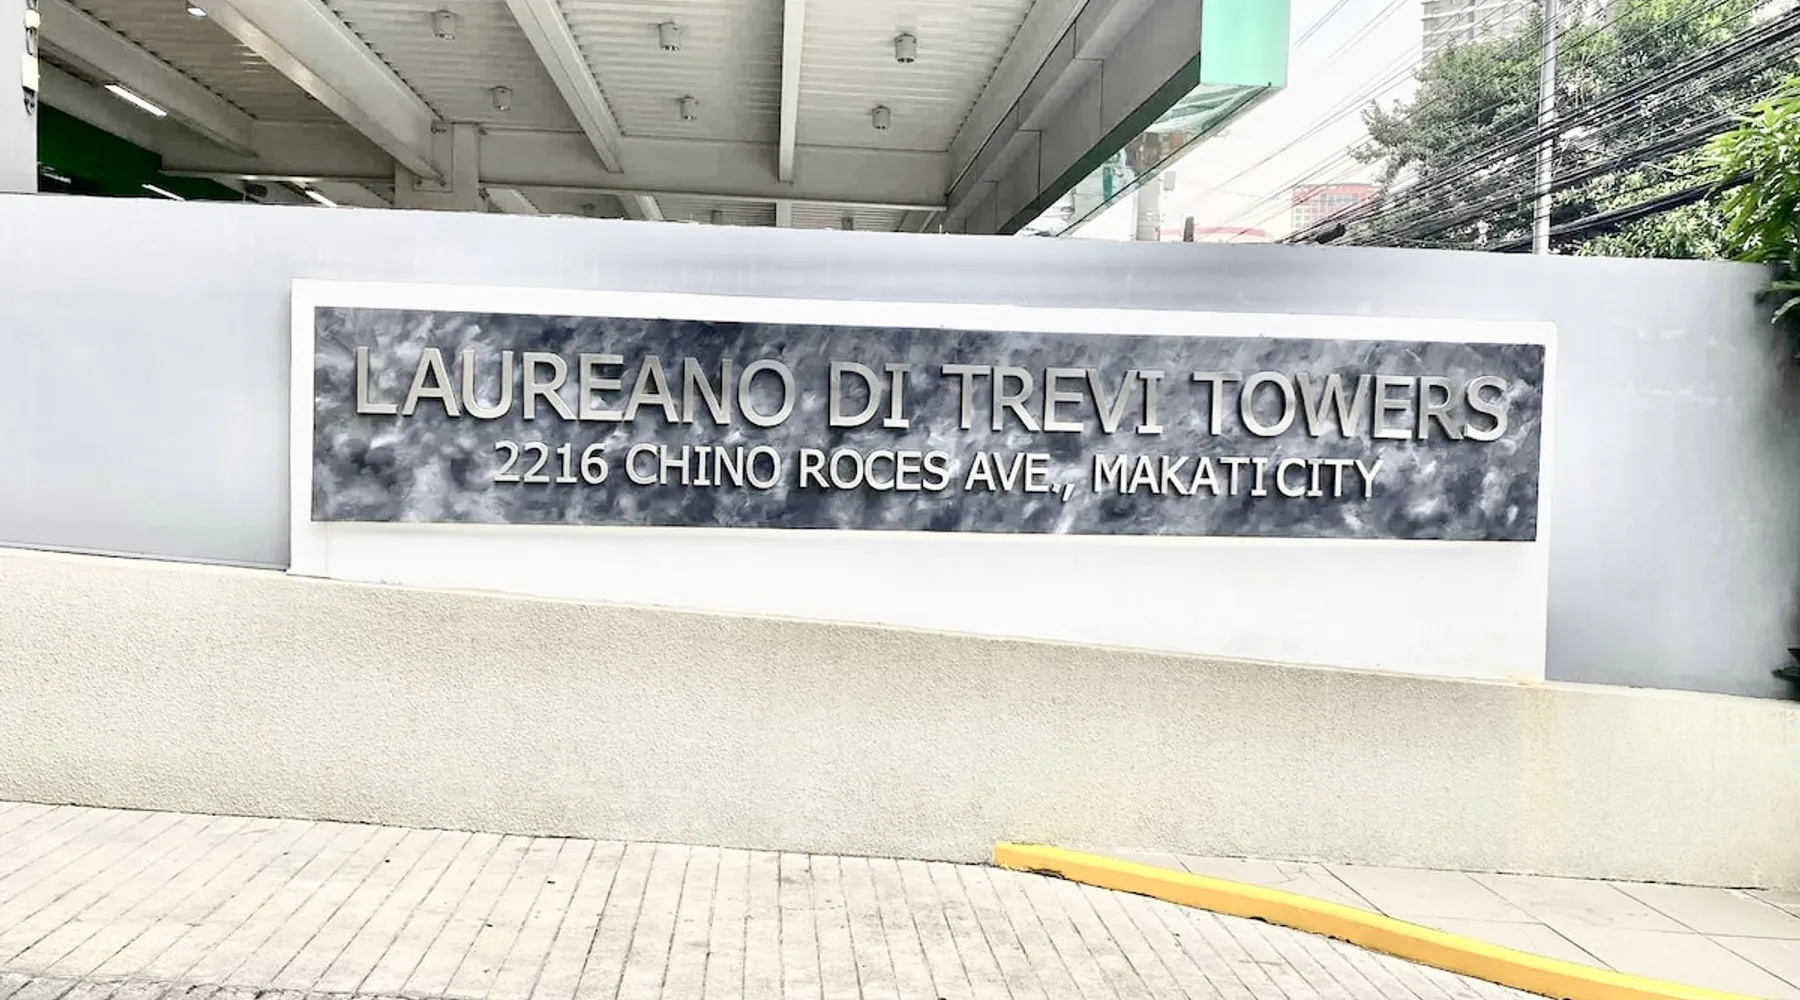 LAUREANO DI TREVI TOWERS
2216 CHINO ROCES AVE., MAKATI CITY